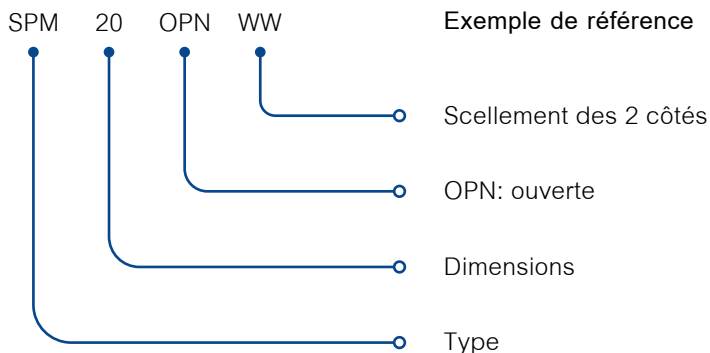 SPM 20 OPN WW Exemple de référence
Scellement des 2 côtés
OPN: ouverte
Dimensions
Type